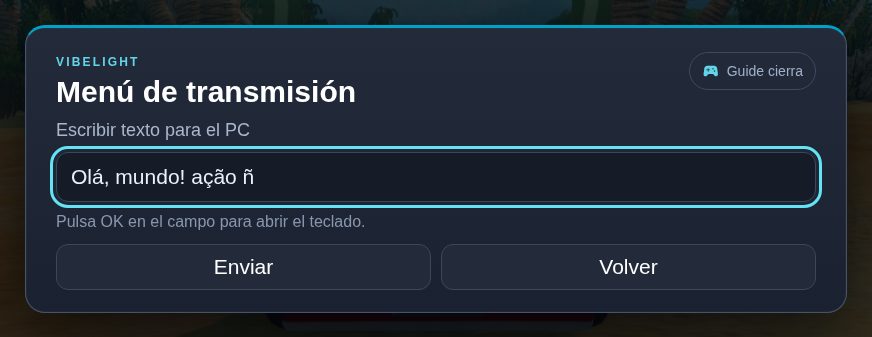 VIBELIGHT
Guide cierra
Menú de transmisión
Escribir texto para el PC
Olá, mundo! ação ñ
Pulsa OK en el campo para abrir el teclado.
Enviar
Volver